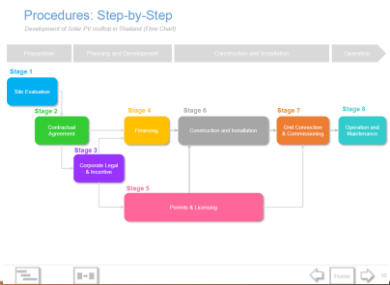 Procedures: Step-by-Step
Development of Solar PV rooftop in Thailand (Flow Chart)
Preparation
Planning and Development
Construction and Installation
Operation
Stage 1
Site Evaluation
Stage 2
Contractual
Agreement
Stage 3
Corporate Legal
& Incentive
Stage 4
Financing
Stage 5
Permits & Licensing
Stage 6
Construction and Installation
Stage 7
Grid Connection
& Commissioning
Stage 8
Operation and
Maintenance
Home